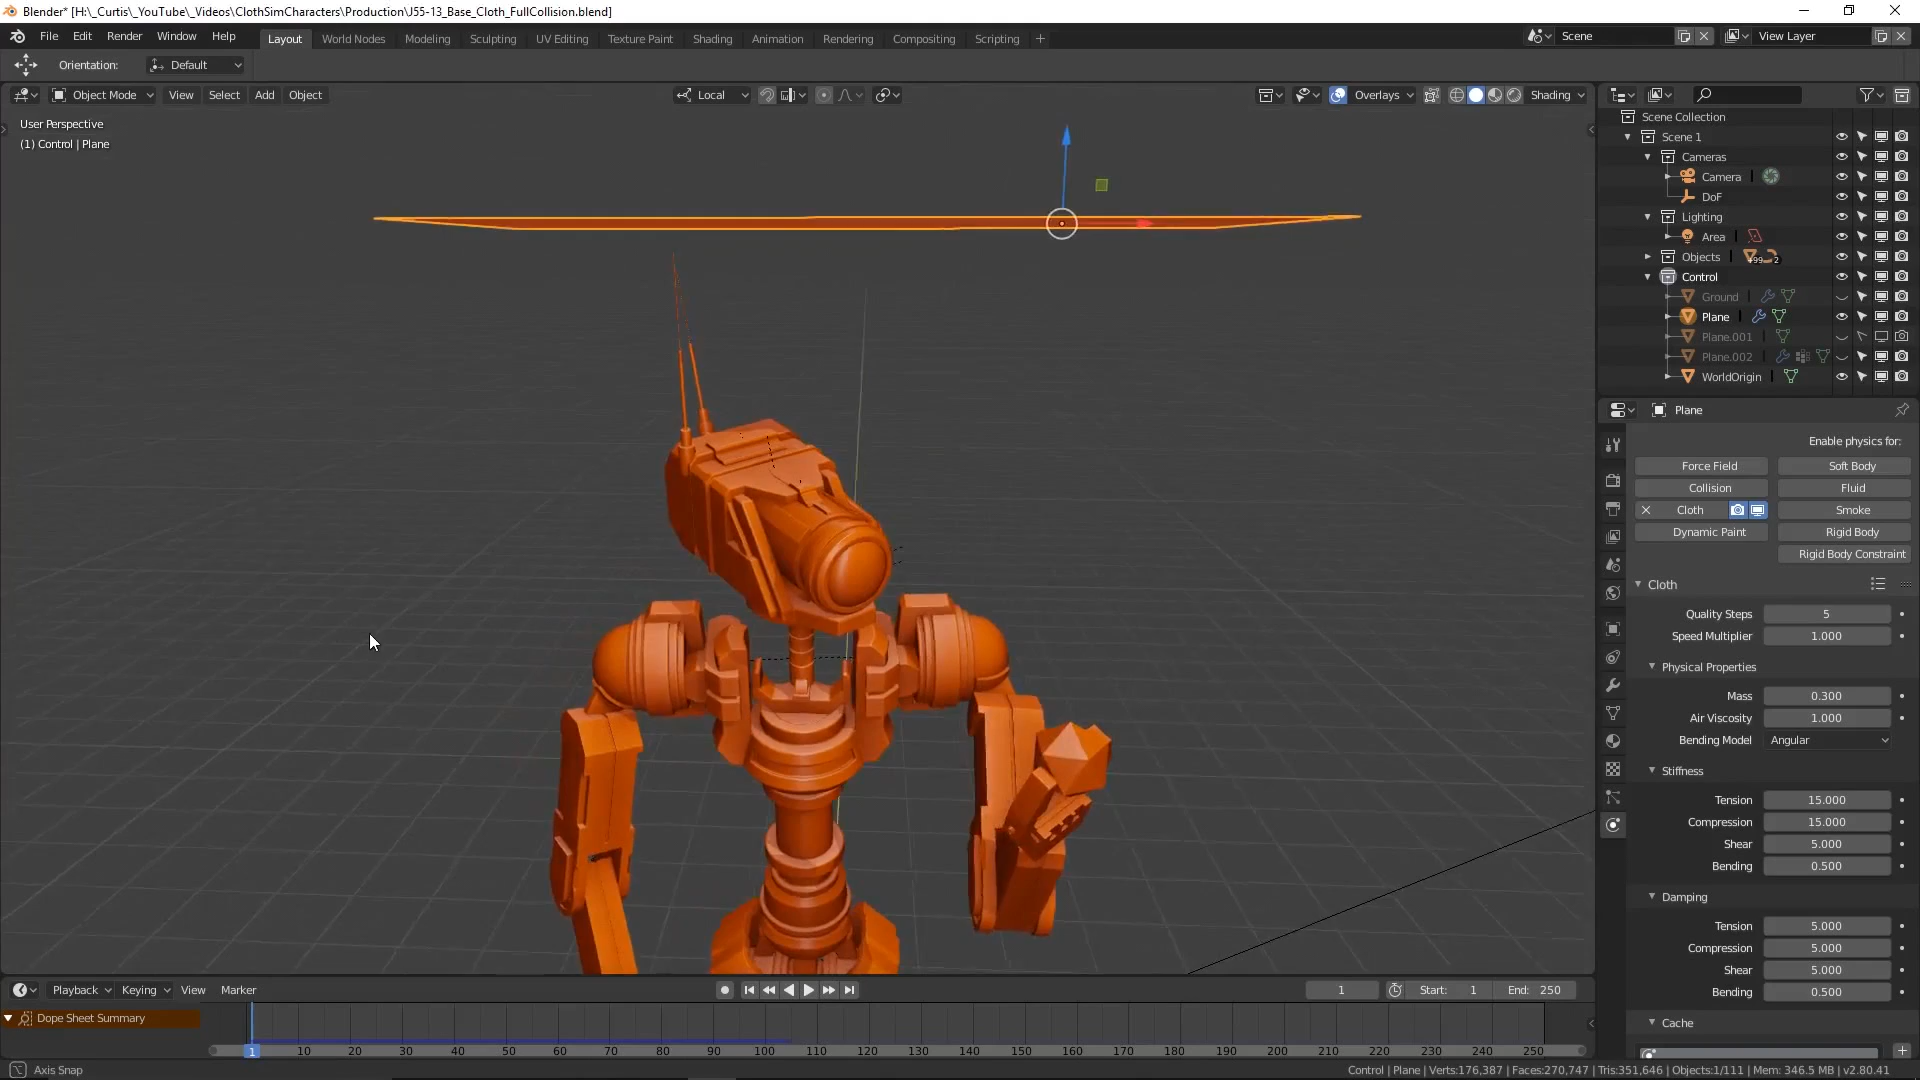 Blender* [H:\_Curtis\_YouTube\_Videos\ClothSimCharacters\Production\J55-13_Base_Cloth_FullCollision.blend]
File Edit Render Window Help Layout World Nodes Modeling Sculpting UV Editing Texture Paint Shading Animation Rendering Compositing Scripting + Scene View Layer
Orientation: Default
Object Mode View Select Add Object Local Overlays Shading
User Perspective
(1) Control | Plane
Scene Collection
Scene 1
Cameras
Camera
DoF
Lighting
Area
Objects 2
Control
Ground
Plane
Plane.001
Plane.002
WorldOrigin
Plane
Enable physics for:
Force Field Soft Body
Collision Fluid
Cloth Smoke
Dynamic Paint Rigid Body
Rigid Body Constraint
Cloth
Quality Steps 5
Speed Multiplier 1.000
Physical Properties
Mass 0.300
Air Viscosity 1.000
Bending Model Angular
Stiffness
Tension 15.000
Compression 15.000
Shear 5.000
Bending 0.500
Damping
Tension 5.000
Compression 5.000
Shear 5.000
Bending 0.500
Cache
Playback Keying View Marker 1 Start: 1 End: 250
Dope Sheet Summary
1 10 20 30 40 50 60 70 80 90 100 110 120 130 140 150 160 170 180 190 200 210 220 230 240 250
Axis Snap
Control | Plane | Verts:176,387 | Faces:270,747 | Tris:351,646 | Objects:1/111 | Mem: 346.5 MB | v2.80.41